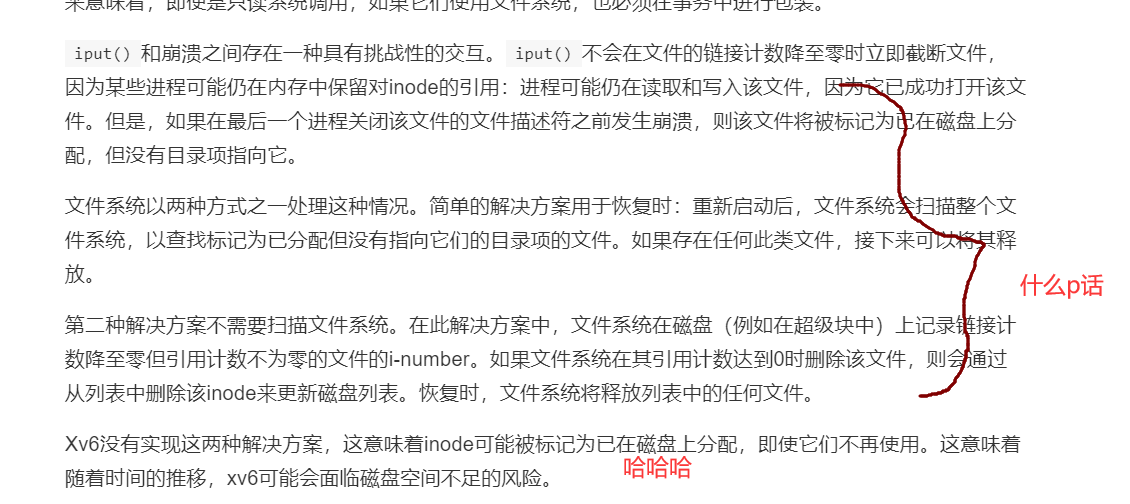 来意味着，即使是只读系统调用，如果它们使用文件系统，也必须在事务中进行包装。
iput() 和崩溃之间存在一种具有挑战性的交互。 iput() 不会在文件的链接计数降至零时立即截断文件，
因为某些进程可能仍在内存中保留对inode的引用：进程可能仍在读取和写入该文件，因为它已成功打开该文
件。但是，如果在最后一个进程关闭该文件的文件描述符之前发生崩溃，则该文件将被标记为已在磁盘上分
配，但没有目录项指向它。
文件系统以两种方式之一处理这种情况。简单的解决方案用于恢复时：重新启动后，文件系统会扫描整个文
件系统，以查找标记为已分配但没有指向它们的目录项的文件。如果存在任何此类文件，接下来可以将其释
放。
什么p话
第二种解决方案不需要扫描文件系统。在此解决方案中，文件系统在磁盘（例如在超级块中）上记录链接计
数降至零但引用计数不为零的文件的i-number。如果文件系统在其引用计数达到0时删除该文件，则会通过
从列表中删除该inode来更新磁盘列表。恢复时，文件系统将释放列表中的任何文件。
Xv6没有实现这两种解决方案，这意味着inode可能被标记为已在磁盘上分配，即使它们不再使用。这意味着
随着时间的推移，xv6可能会面临磁盘空间不足的风险。
哈哈哈